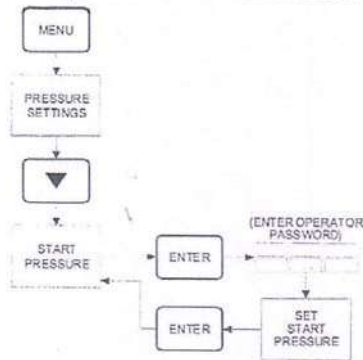 MENU
PRESSURE
SETTINGS
START
PRESSURE
ENTER
(ENTER OPERATOR
PASSWORD)
ENTER
SET
START
PRESSURE